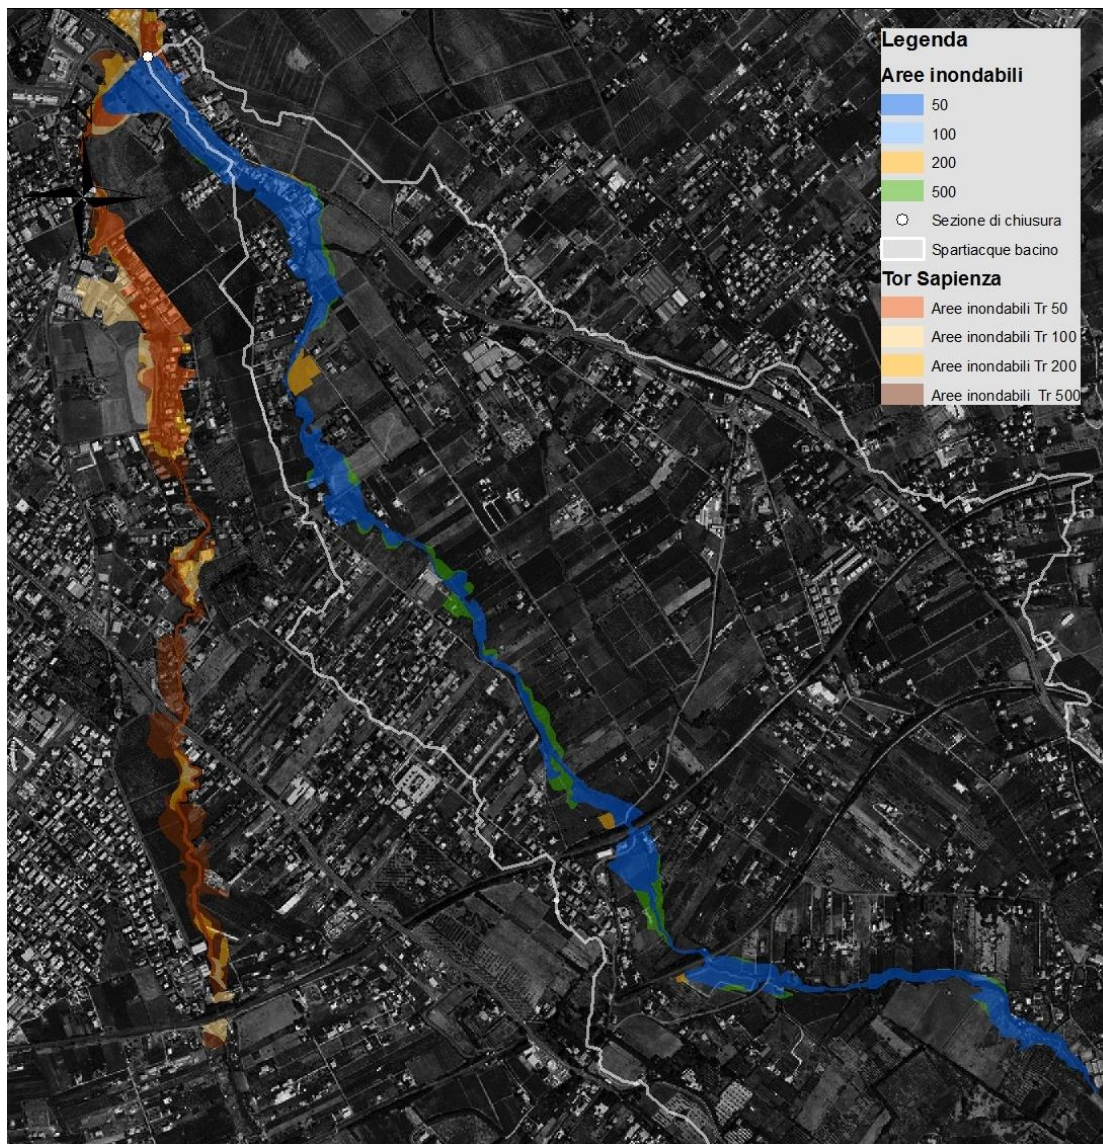 Legenda
Aree inondabili
50
100
200
500
Sezione di chiusura
Spartiacque bacino
Tor Sapienza
Aree inondabili Tr 50
Aree inondabili Tr 100
Aree inondabili Tr 200
Aree inondabili Tr 500